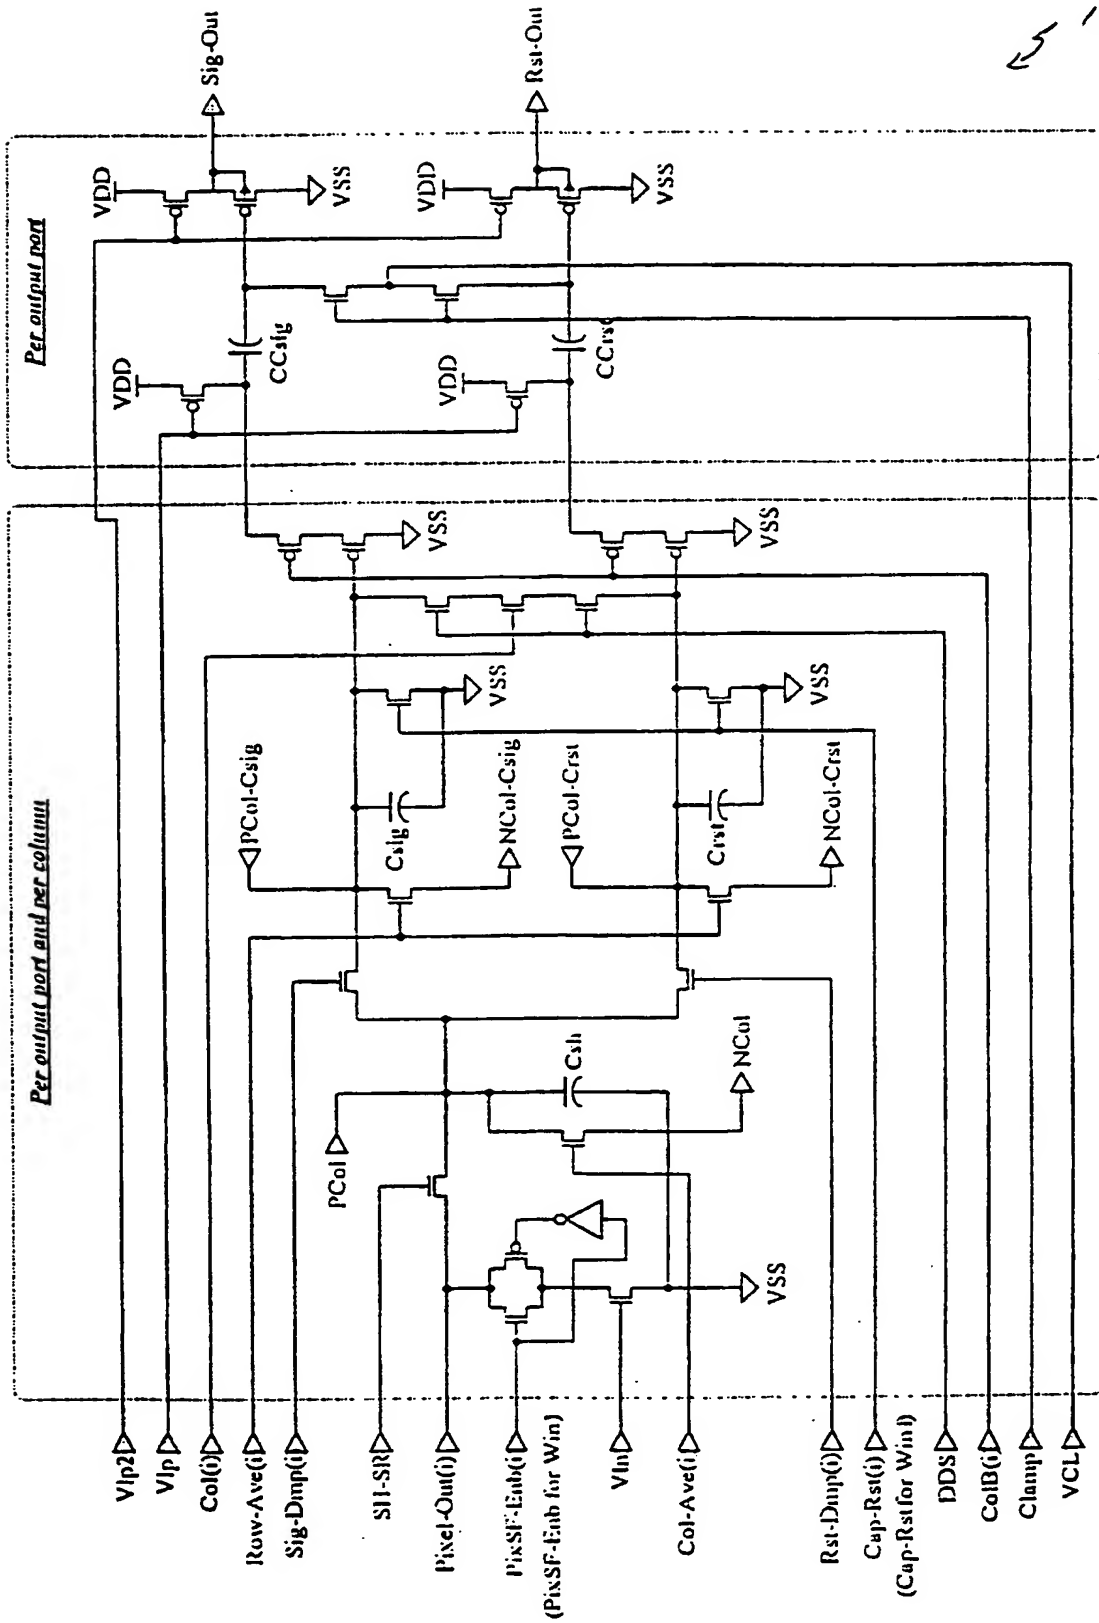 Per output port and per column
Per output port
Vlp2
Vlp
Col(i)
Row-Ave(i)
Sig-Dmp(i)
SH-SR
Pixel-Out(i)
PixSF-Enb(i)
(PixSF-Enb for Win)
Vln
Col-Ave(i)
Rst-Dmp(i)
Cap-Rst(i)
(Cap-Rst for Win)
DDS
ColB(i)
Clamp
VCL
PCol
VSS
Csh
NCol
PCol-Csig
Csig
NCol-Csig
VSS
PCol-Crst
Crst
NCol-Crst
VSS
VSS
VSS
VDD
CCsig
VDD
CCrst
VDD
VSS
VDD
VSS
Sig-Out
Rst-Out